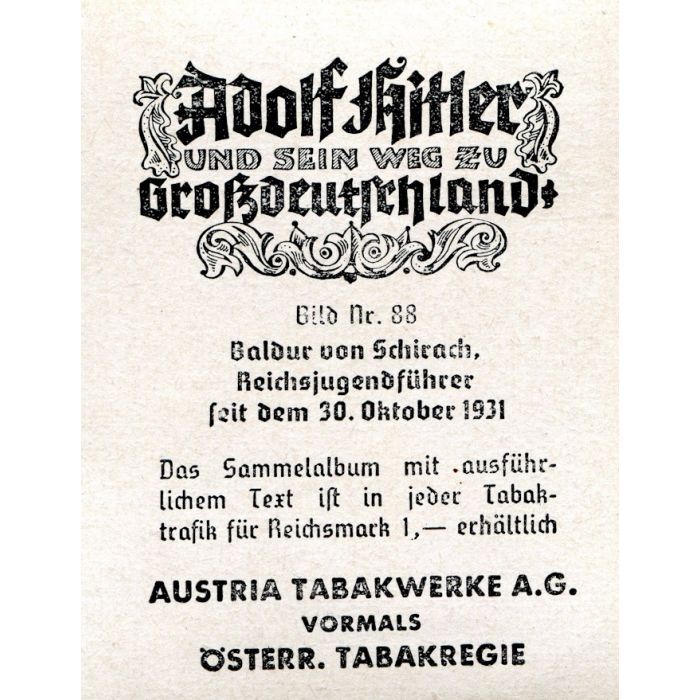 Adolf Hitler
UND SEIN WEG ZU
Großdeutschland
Bild Nr. 88
Baldur von Schirach,
Reichsjugendführer
seit dem 30. Oktober 1931
Das Sammelalbum mit ausführ-
lichem Text ist in jeder Tabak-
trafik für Reichsmark 1,— erhältlich
AUSTRIA TABAKWERKE A.G.
VORMALS
ÖSTERR. TABAKREGIE